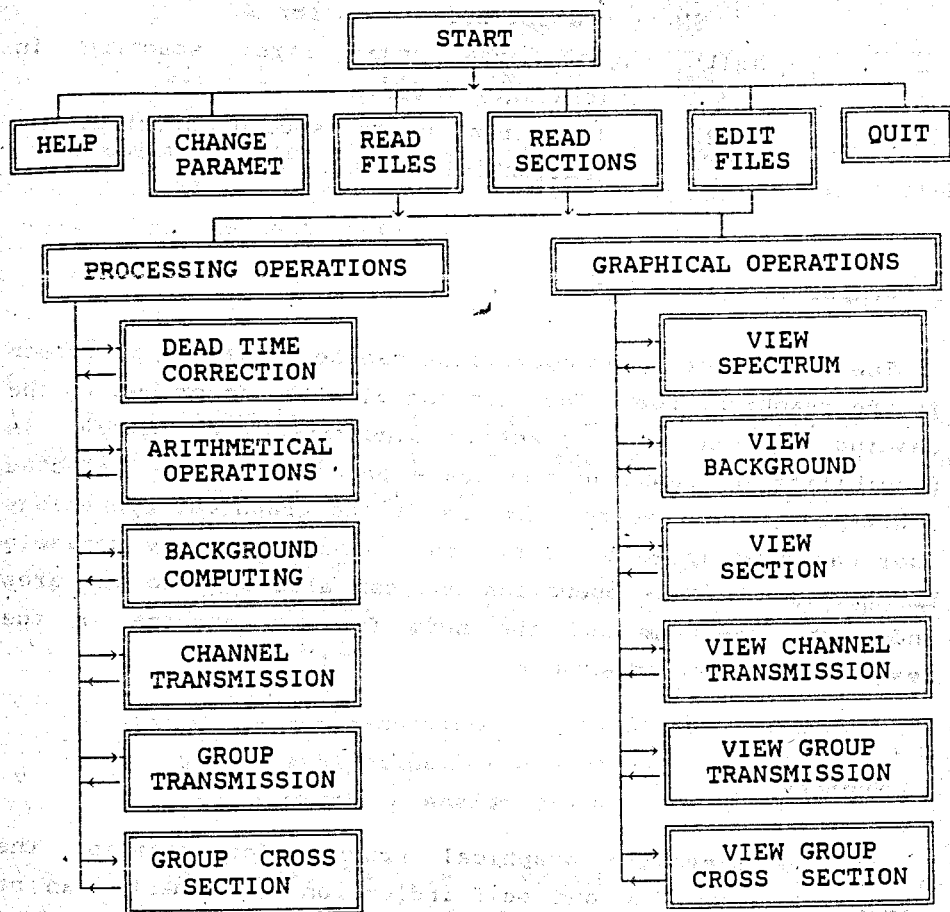 START
HELP
CHANGE
PARAMET
READ
FILES
READ
SECTIONS
EDIT
FILES
QUIT
PROCESSING OPERATIONS
DEAD TIME
CORRECTION
ARITHMETICAL
OPERATIONS
BACKGROUND
COMPUTING
CHANNEL
TRANSMISSION
GROUP
TRANSMISSION
GROUP CROSS
SECTION
GRAPHICAL OPERATIONS
VIEW
SPECTRUM
VIEW
BACKGROUND
VIEW
SECTION
VIEW CHANNEL
TRANSMISSION
VIEW GROUP
TRANSMISSION
VIEW GROUP
CROSS SECTION